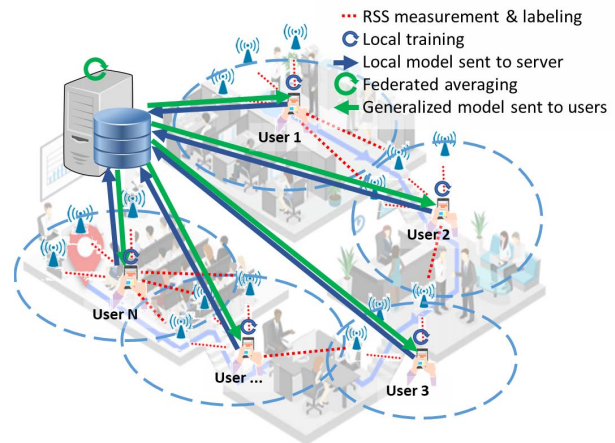 RSS measurement & labeling
Local training
Local model sent to server
Federated averaging
Generalized model sent to users
User 1
User 2
User N
User ...
User 3